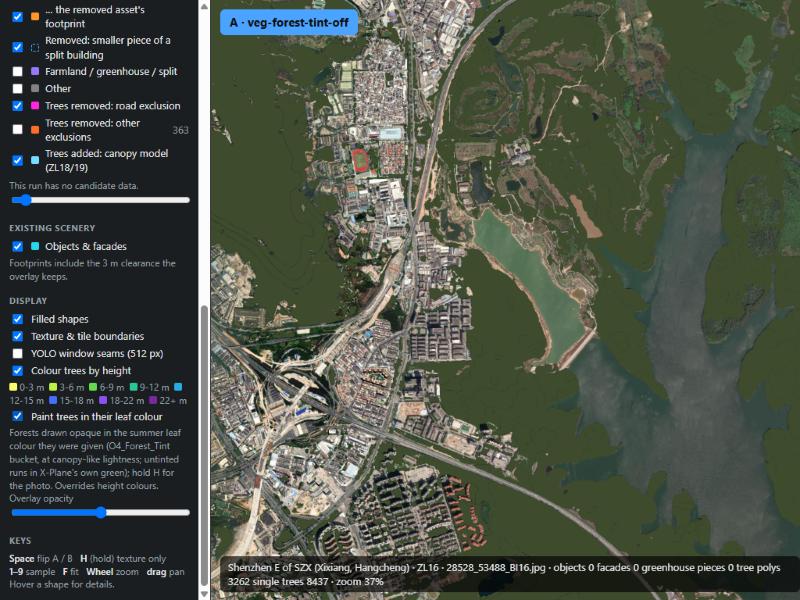 ... the removed asset's
footprint
Removed: smaller piece of a
split building
Farmland / greenhouse / split
Other
Trees removed: road exclusion
Trees removed: other
exclusions 363
Trees added: canopy model
(ZL18/19)
This run has no candidate data.
EXISTING SCENERY
Objects & facades
Footprints include the 3 m clearance the
overlay keeps.
DISPLAY
Filled shapes
Texture & tile boundaries
YOLO window seams (512 px)
Colour trees by height
0-3 m 3-6 m 6-9 m 9-12 m
12-15 m 15-18 m 18-22 m 22+ m
Paint trees in their leaf colour
Forests drawn opaque in the summer leaf
colour they were given (O4_Forest_Tint
bucket, at canopy-like lightness; untinted
runs in X-Plane's own green); hold H for
the photo. Overrides height colours.
Overlay opacity
KEYS
Space flip A / B H (hold) texture only
1–9 sample F fit Wheel zoom drag pan
Hover a shape for details.
A · veg-forest-tint-off
Shenzhen E of SZX (Xixiang, Hangcheng) · ZL16 · 28528_53488_BI16.jpg · objects 0 facades 0 greenhouse pieces 0 tree polys
3262 single trees 8437 · zoom 37%